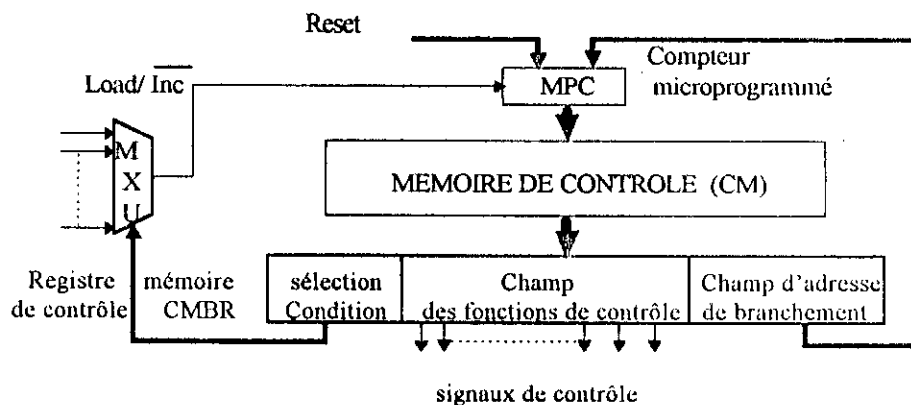 Reset
Load/ Inc
MPC
Compteur
microprogrammé
M
X
U
MEMOIRE DE CONTROLE (CM)
Registre
de contrôle
mémoire
CMBR
sélection
Condition
Champ
des fonctions de contrôle
Champ d'adresse
de branchement
signaux de contrôle